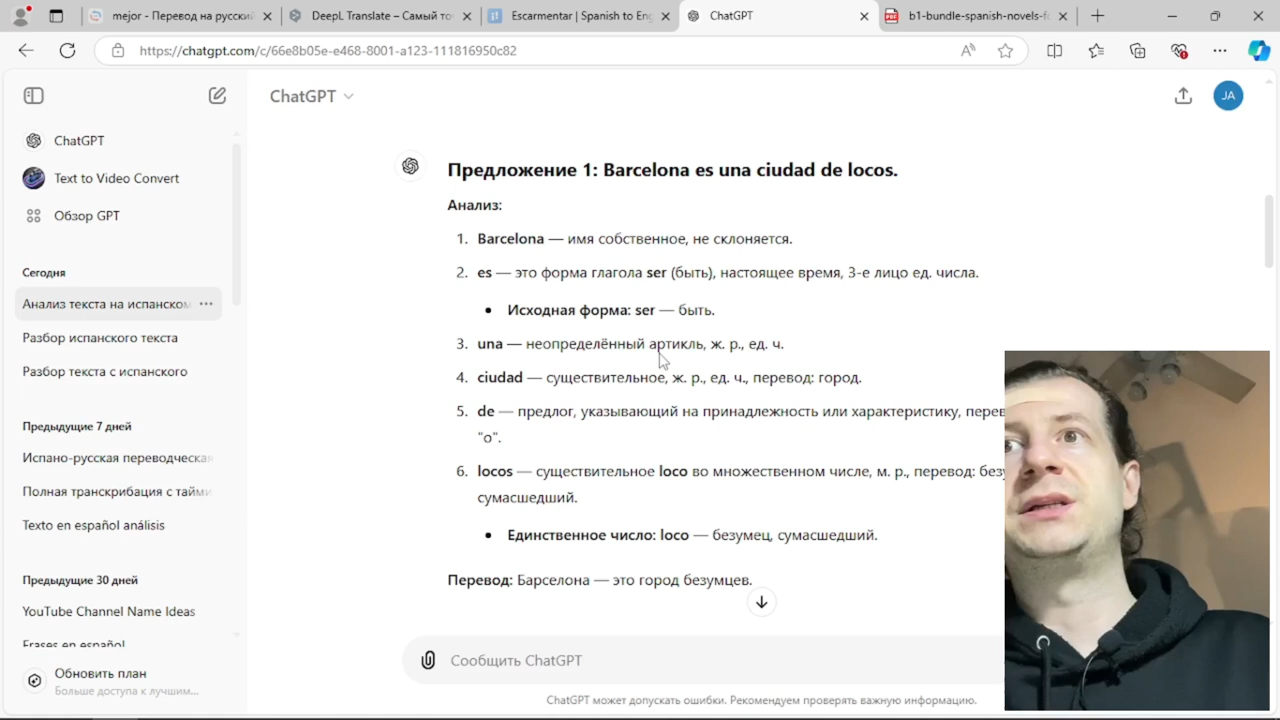 mejor - Перевод на русски
DeepL Translate – Самый то
Escarmentar | Spanish to Eng
ChatGPT
b1-bundle-spanish-novels-f
https://chatgpt.com/c/66e8b05e-e468-8001-a123-111816950c82
ChatGPT
JA
ChatGPT
Text to Video Convert
Обзор GPT
Сегодня
Анализ текста на испанском
Разбор испанского текста
Разбор текста с испанского
Предыдущие 7 дней
Испано-русская переводческая
Полная транскрибация с тайми
Texto en español análisis
Предыдущие 30 дней
YouTube Channel Name Ideas
Frases en español
Обновить план
Больше доступа к лучшим...
Предложение 1: Barcelona es una ciudad de locos.
Анализ:
1. Barcelona — имя собственное, не склоняется.
2. es — это форма глагола ser (быть), настоящее время, 3-е лицо ед. числа.
• Исходная форма: ser — быть.
3. una — неопределённый артикль, ж. р., ед. ч.
4. ciudad — существительное, ж. р., ед. ч., перевод: город.
5. de — предлог, указывающий на принадлежность или характеристику, перев
"о".
6. locos — существительное loco во множественном числе, м. р., перевод: безу
сумасшедший.
• Единственное число: loco — безумец, сумасшедший.
Перевод: Барселона — это город безумцев.
Сообщить ChatGPT
ChatGPT может допускать ошибки. Рекомендуем проверять важную информацию.